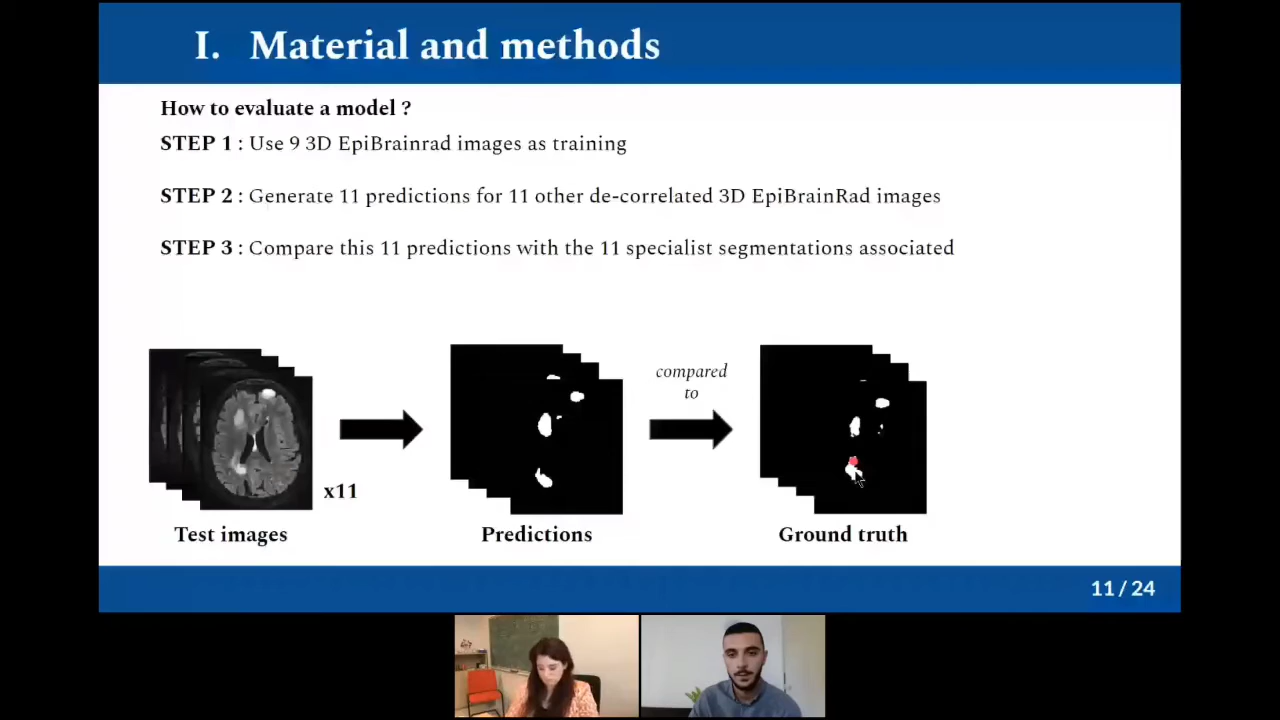 I. Material and methods
How to evaluate a model ?
STEP 1 : Use 9 3D EpiBrainrad images as training
STEP 2 : Generate 11 predictions for 11 other de-correlated 3D EpiBrainRad images
STEP 3 : Compare this 11 predictions with the 11 specialist segmentations associated
compared
to
x11
Test images
Predictions
Ground truth
11 / 24